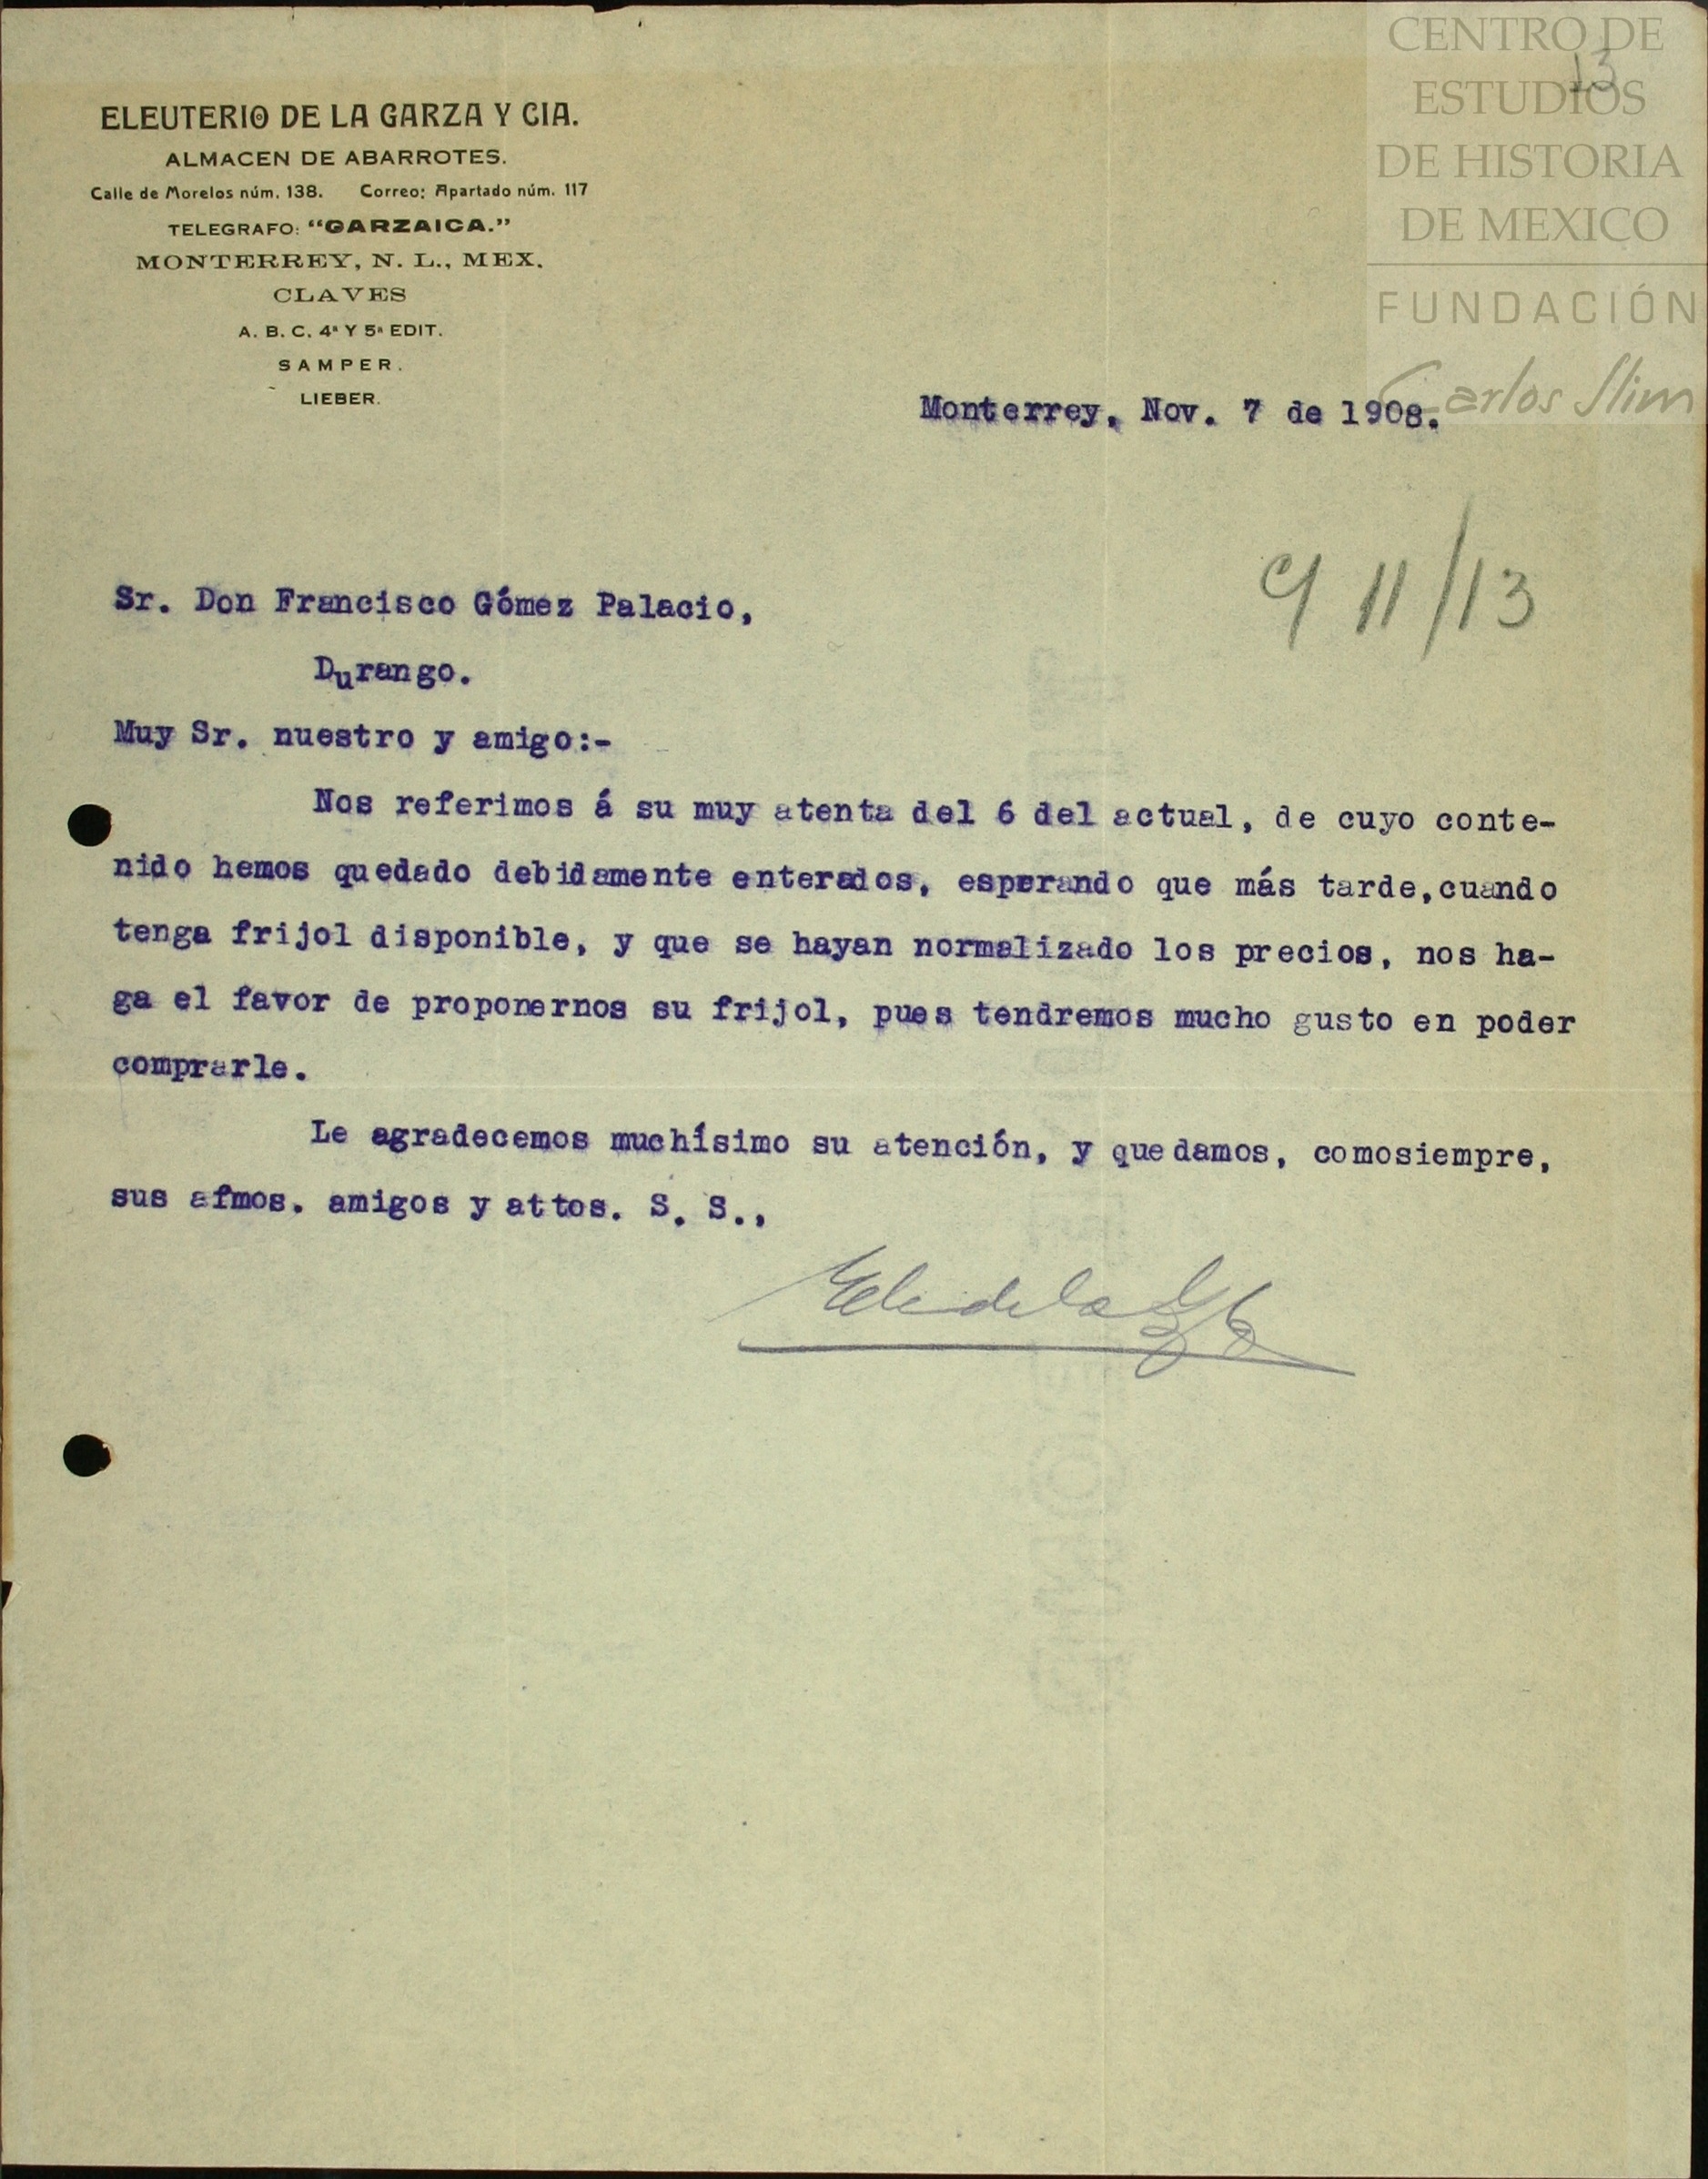 CENTRO DE
ESTUDIOS
DE HISTORIA
DE MEXICO
FUNDACIÓN
Carlos Slim
13
ELEUTERIO DE LA GARZA Y CIA.
ALMACEN DE ABARROTES.
Calle de Morelos núm. 138. Correo: Apartado núm. 117
TELEGRAFO: "GARZAICA."
MONTERREY, N. L., MEX.
CLAVES
A. B. C. 4ª Y 5ª EDIT.
SAMPER.
LIEBER.
Monterrey, Nov. 7 de 1908.
11/13
Sr. Don Francisco Gómez Palacio,
Durango.
Muy Sr. nuestro y amigo:-
Nos referimos á su muy atenta del 6 del actual, de cuyo conte-
nido hemos quedado debidamente enterados, esperando que más tarde,cuando
tenga frijol disponible, y que se hayan normalizado los precios, nos ha-
ga el favor de proponernos su frijol, pues tendremos mucho gusto en poder
comprarle.
Le agradecemos muchísimo su atención, y quedamos, comosiempre,
sus afmos. amigos y attos. S. S.,
Ele de la